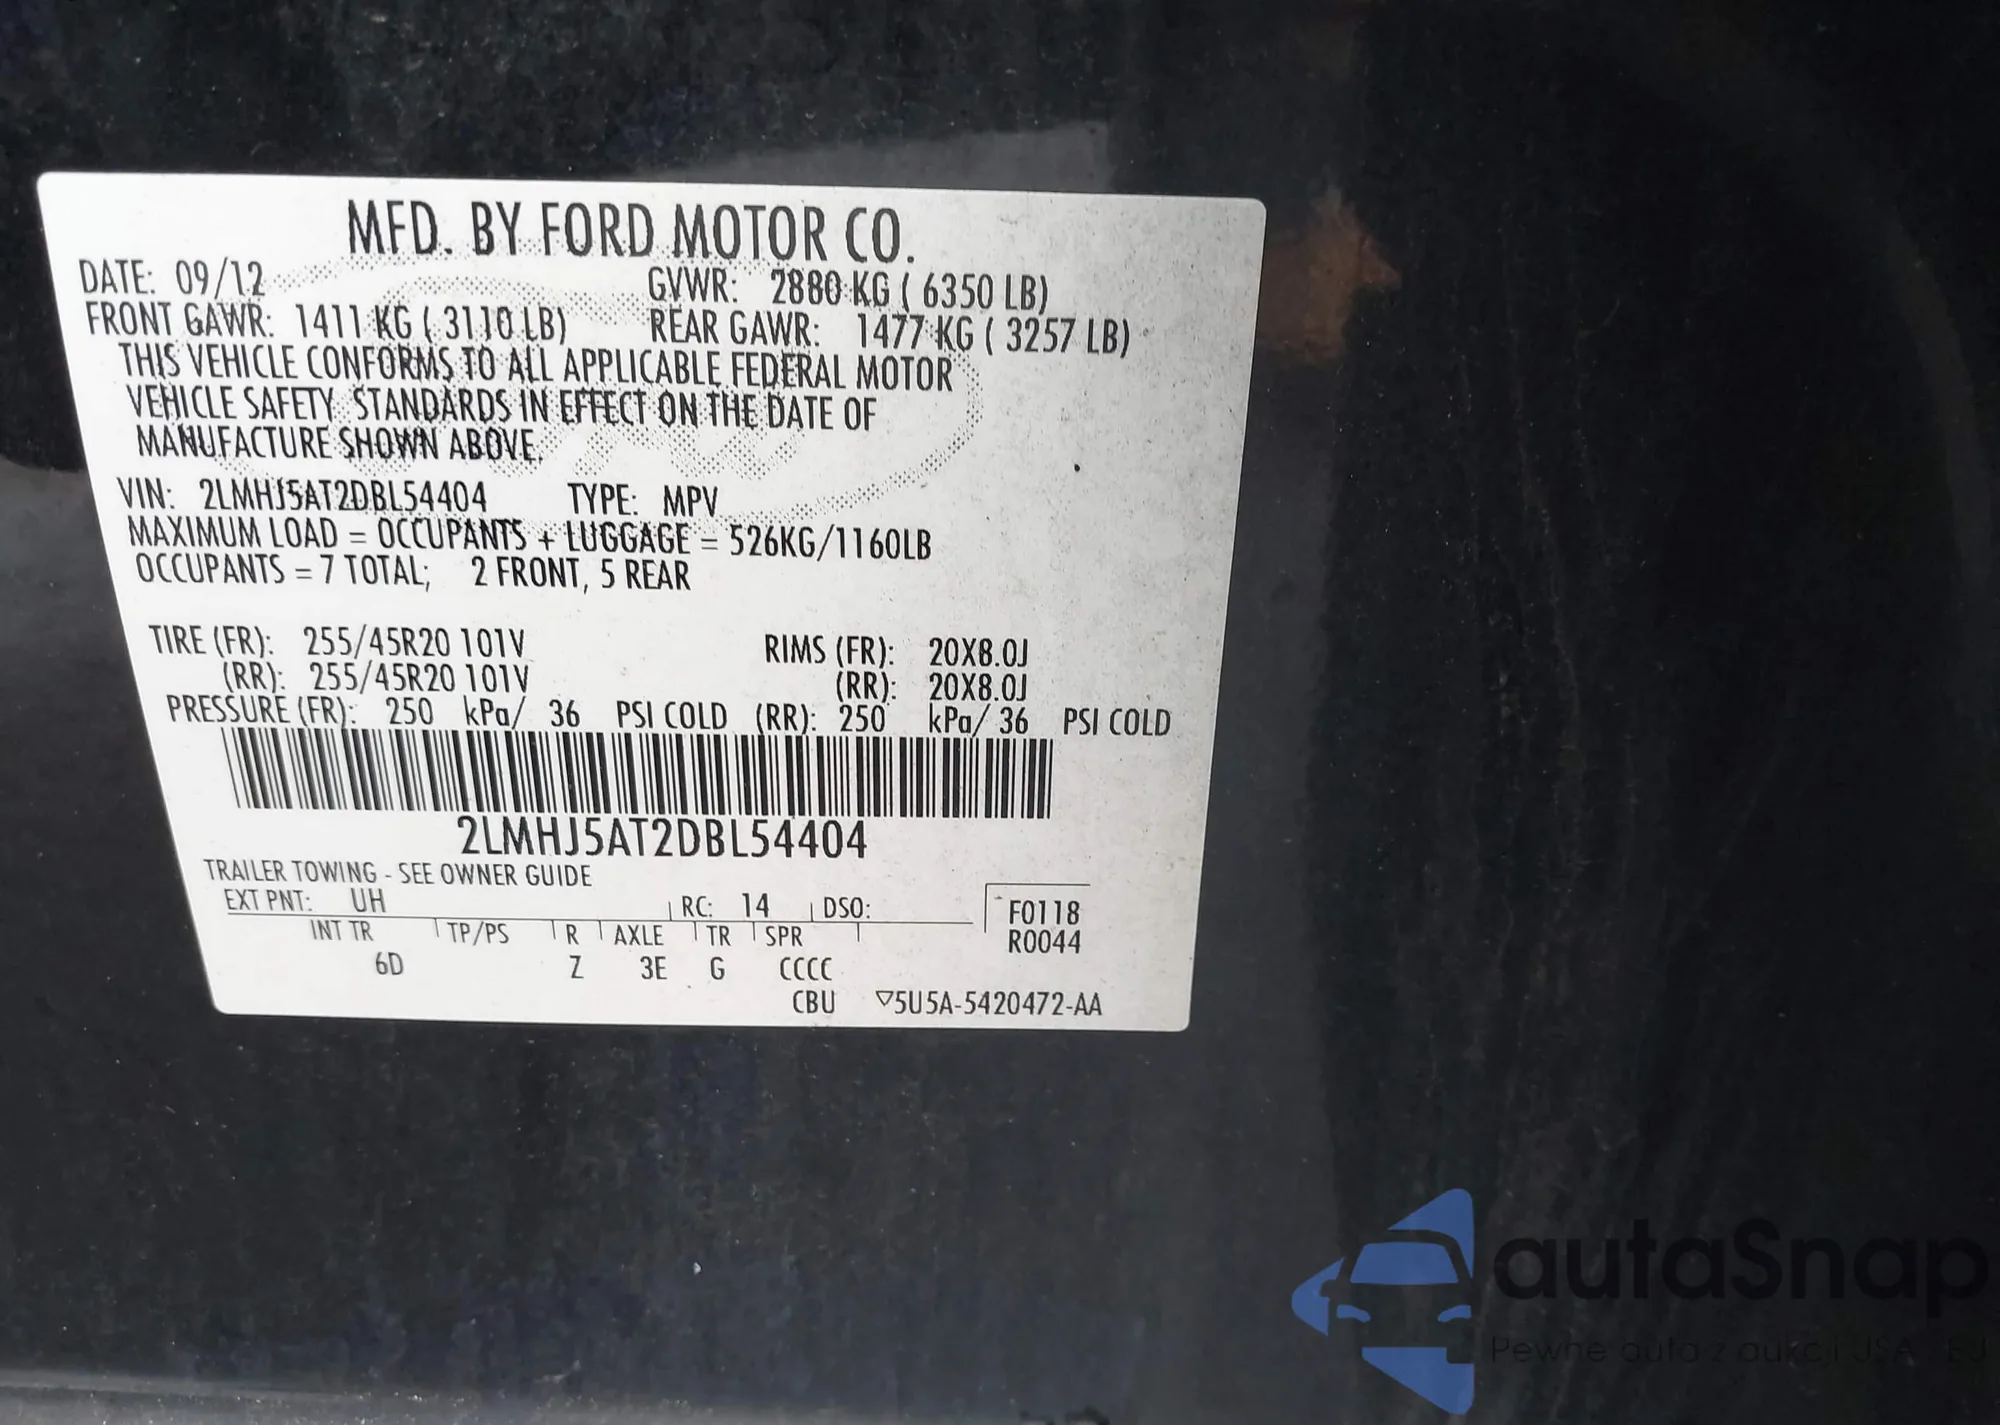 MFD. BY FORD MOTOR CO.
DATE: 09/12 GVWR: 2880 KG ( 6350 LB)
FRONT GAWR: 1411 KG ( 3110 LB) REAR GAWR: 1477 KG ( 3257 LB)
THIS VEHICLE CONFORMS TO ALL APPLICABLE FEDERAL MOTOR
VEHICLE SAFETY STANDARDS IN EFFECT ON THE DATE OF
MANUFACTURE SHOWN ABOVE.
VIN: 2LMHJ5AT2DBL54404 TYPE: MPV
MAXIMUM LOAD = OCCUPANTS + LUGGAGE = 526KG/1160LB
OCCUPANTS = 7 TOTAL; 2 FRONT, 5 REAR
TIRE (FR): 255/45R20 101V RIMS (FR): 20X8.0J
(RR): 255/45R20 101V (RR): 20X8.0J
PRESSURE (FR): 250 kPa/ 36 PSI COLD (RR): 250 kPa/ 36 PSI COLD
2LMHJ5AT2DBL54404
TRAILER TOWING - SEE OWNER GUIDE
EXT PNT: UH RC: 14 DSO:
INT TR TP/PS R AXLE TR SPR
6D Z 3E G CCCC
F0118
R0044
CBU ▽5U5A-5420472-AA
autaSnap
Pewne auta z aukcji USA i EU